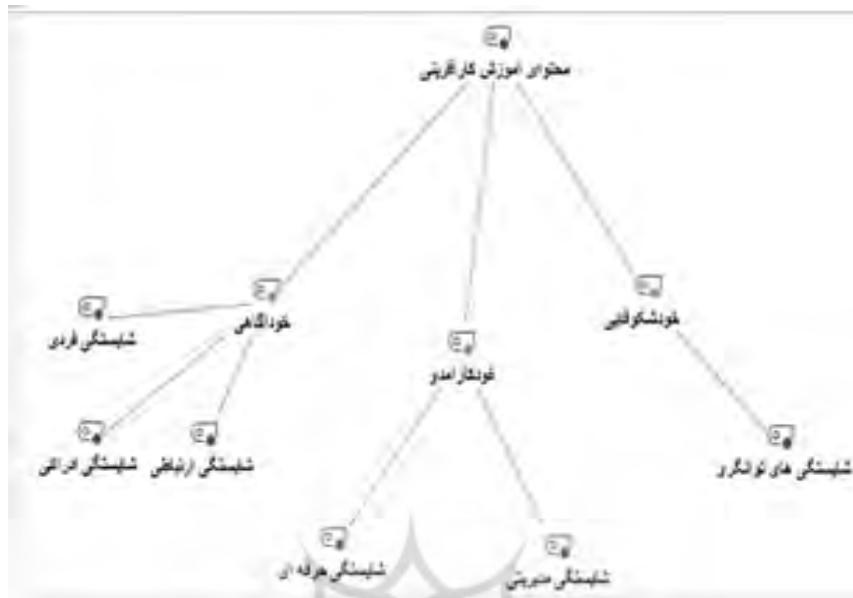 محتوای آموزش کارآفرینی
خودشکوفایی
خودآگاهی
شایستگی فردی
خودکارآمدی
شایستگی های توانگری
شایستگی ارتباطی
شایستگی ادراکی
شایستگی حرفه ای
شایستگی مدیریتی